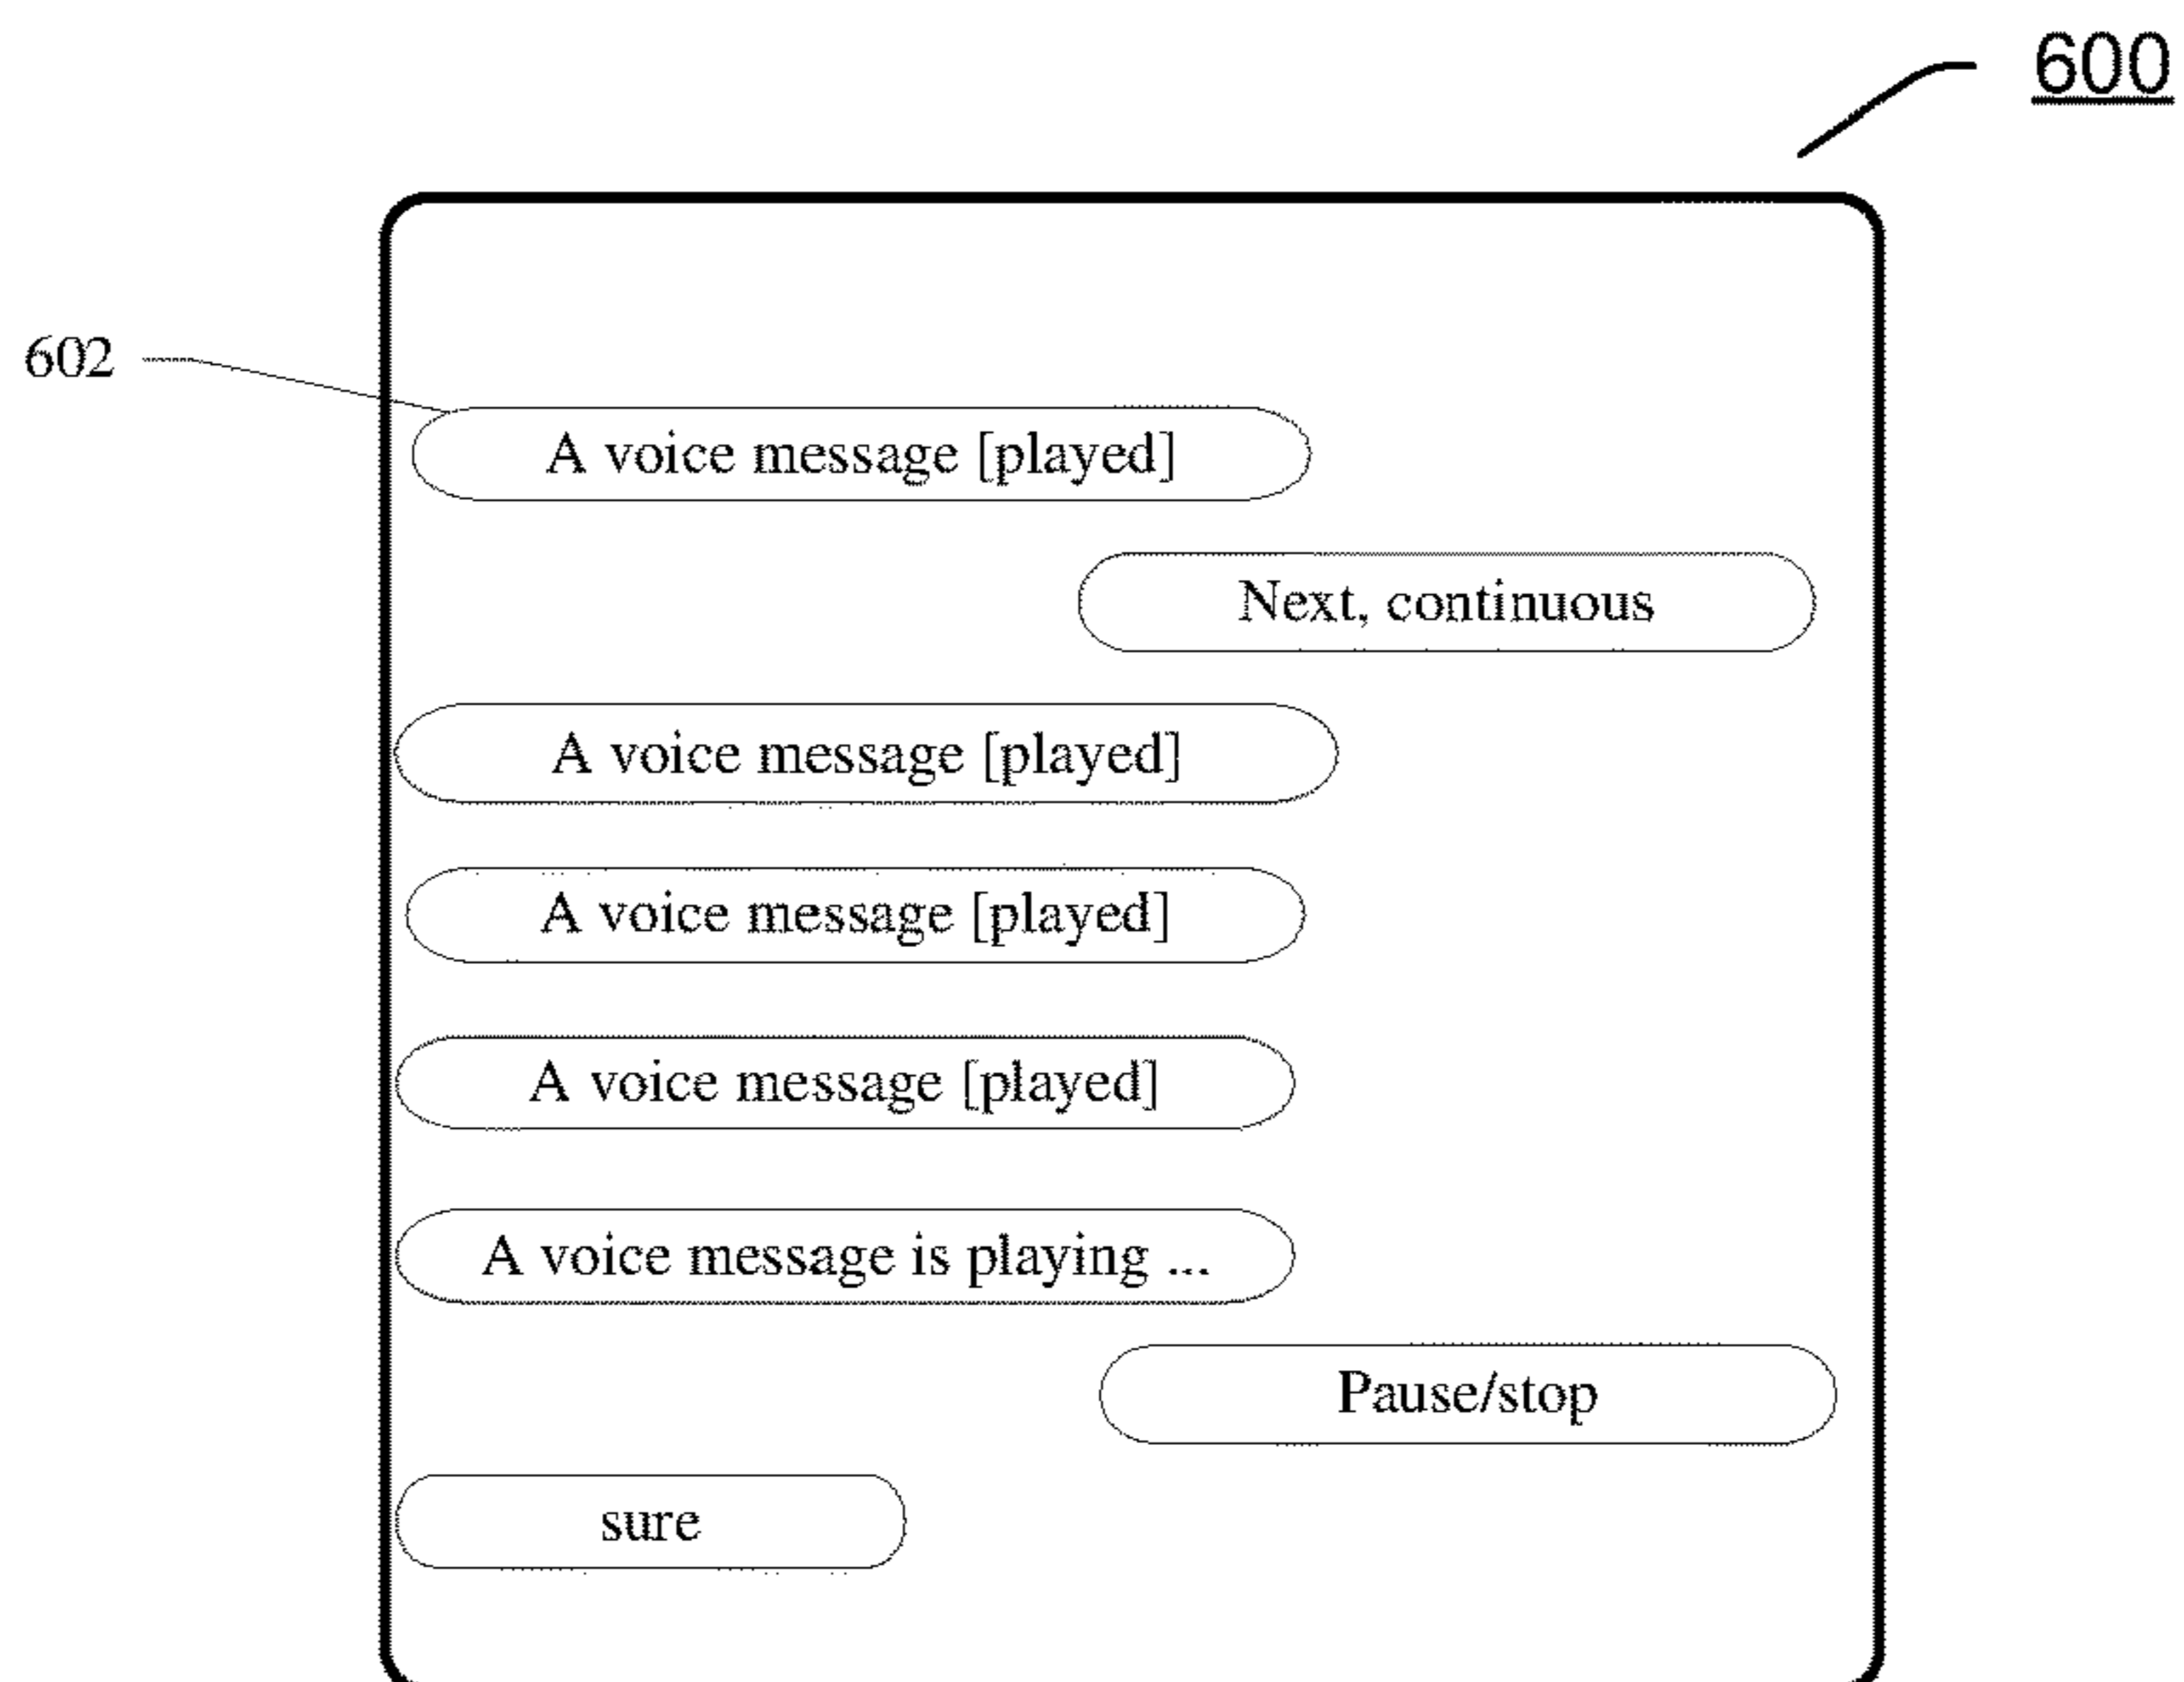 600
602
A voice message [played]
Next, continuous
A voice message [played]
A voice message [played]
A voice message [played]
A voice message is playing ...
Pause/stop
sure